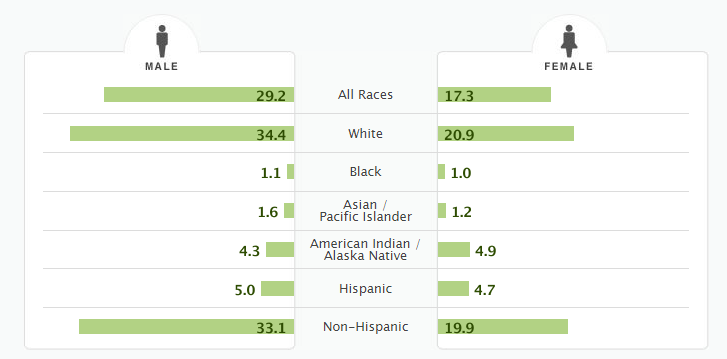 MALE FEMALE
29.2 All Races 17.3
34.4 White 20.9
1.1 Black 1.0
1.6 Asian / 1.2
Pacific Islander
4.3 American Indian / 4.9
Alaska Native
5.0 Hispanic 4.7
33.1 Non-Hispanic 19.9